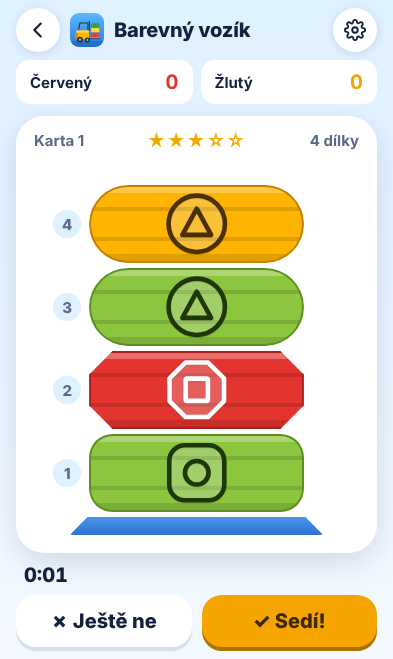 Barevný vozík
Červený 0
Žlutý 0
Karta 1 ★★★☆☆ 4 dílky
4
3
2
1
0:01
× Ještě ne
✓ Sedí!